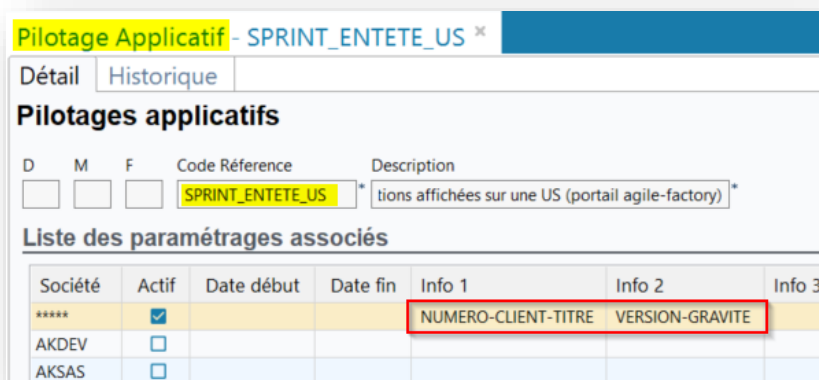 Pilotage Applicatif - SPRINT_ENTETE_US ×
Détail Historique
Pilotages applicatifs
D M F Code Réference Description
SPRINT_ENTETE_US * tions affichées sur une US (portail agile-factory) *
Liste des paramétrages associés
Société Actif Date début Date fin Info 1 Info 2 Info 3
***** NUMERO-CLIENT-TITRE VERSION-GRAVITE
AKDEV
AKSAS